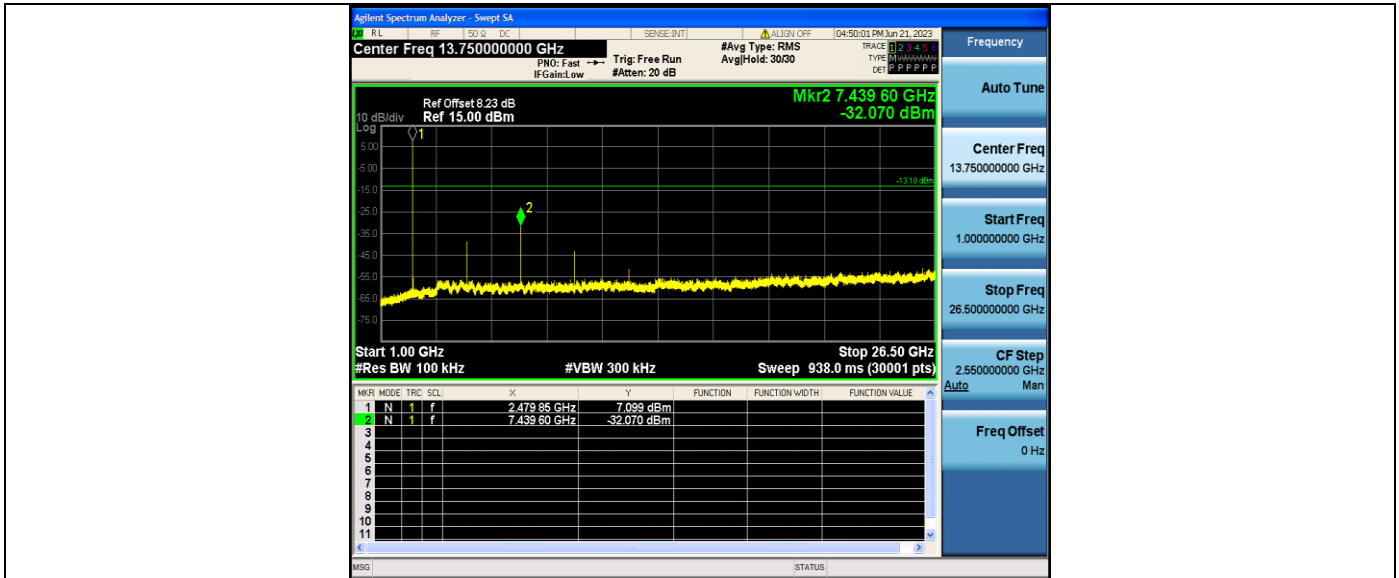 Agilent Spectrum Analyzer - Swept SA
RL RF 50 Ω DC SENSE:INT ALIGN OFF 04:50:01 PM Jun 21, 2023
Center Freq 13.750000000 GHz
PNO: Fast
IFGain:Low
Trig: Free Run
#Atten: 20 dB
#Avg Type: RMS
Avg|Hold: 30/30
TRACE 1 2 3 4 5 6
TYPE M
DET P P P P P P
Ref Offset 8.23 dB
10 dB/div Ref 15.00 dBm
Log
Mkr2 7.439 60 GHz
-32.070 dBm
1
5.00
-5.00
-13.10 dBm
-15.0
2
-25.0
-35.0
-45.0
-55.0
-65.0
-75.0
Start 1.00 GHz Stop 26.50 GHz
#Res BW 100 kHz #VBW 300 kHz Sweep 938.0 ms (30001 pts)
MKR MODE TRC SCL X Y FUNCTION FUNCTION WIDTH FUNCTION VALUE
1 N 1 f 2.479 85 GHz 7.099 dBm
2 N 1 f 7.439 60 GHz -32.070 dBm
3
4
5
6
7
8
9
10
11
MSG STATUS
Frequency
Auto Tune
Center Freq
13.750000000 GHz
Start Freq
1.000000000 GHz
Stop Freq
26.500000000 GHz
CF Step
2.550000000 GHz
Auto Man
Freq Offset
0 Hz